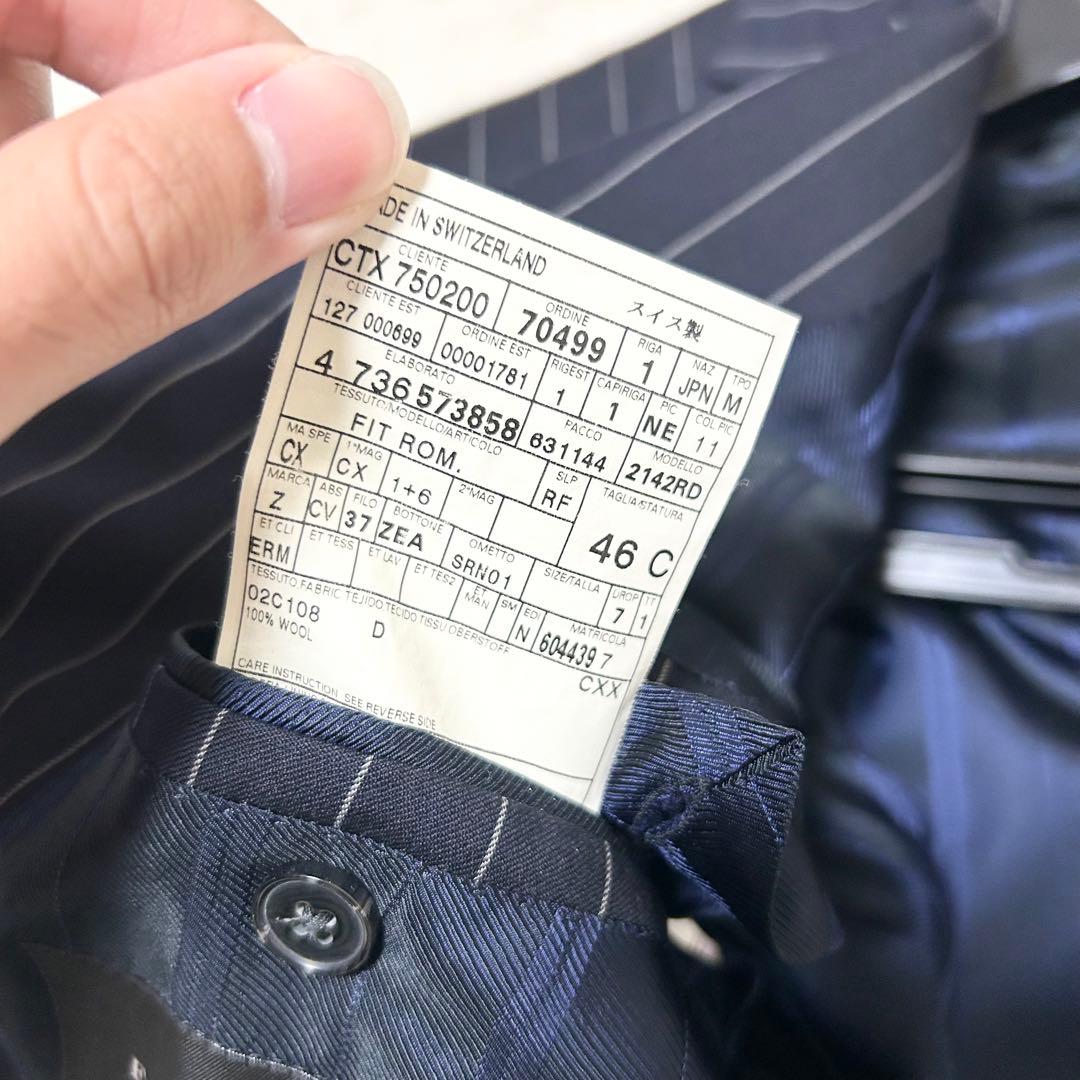 ADE IN SWITZERLAND スイス製
CLIENTE ORDINE RIGA NAZ TPO
CTX 750200 70499 1 JPN M
CLIENTE EST ORDINE EST RIGEST CAPIRIGA PIC COL.PIC
127 000699 00001781 1 1 NE 11
ELABORATO PACCO MODELLO
4 736573858 631144 2142RD
TESSUTO/MODELLO/ARTICOLO SLP TAGLIA/STATURA
FIT ROM. RF 46 C
MA SPE 1°MAG 2°MAG
CX CX 1+6
MARCA ABS FILO BOTTONE OMETTO SIZE/TALLA DROP TT
Z CV 37 ZEA SRN01 7 1
ET CLI ET TESS ET LAV ET TES2 ET MAN SM EDI MATRICOLA
ERM N 604439 7
TESSUTO FABRIC TEJIDO TECIDO TISSU OBERSTOFF CXX
02C108 D
100% WOOL
CARE INSTRUCTION SEE REVERSE SIDE